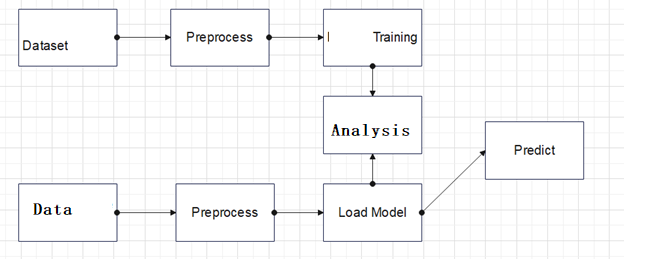 Dataset
Preprocess
Training
Analysis
Predict
Data
Preprocess
Load Model